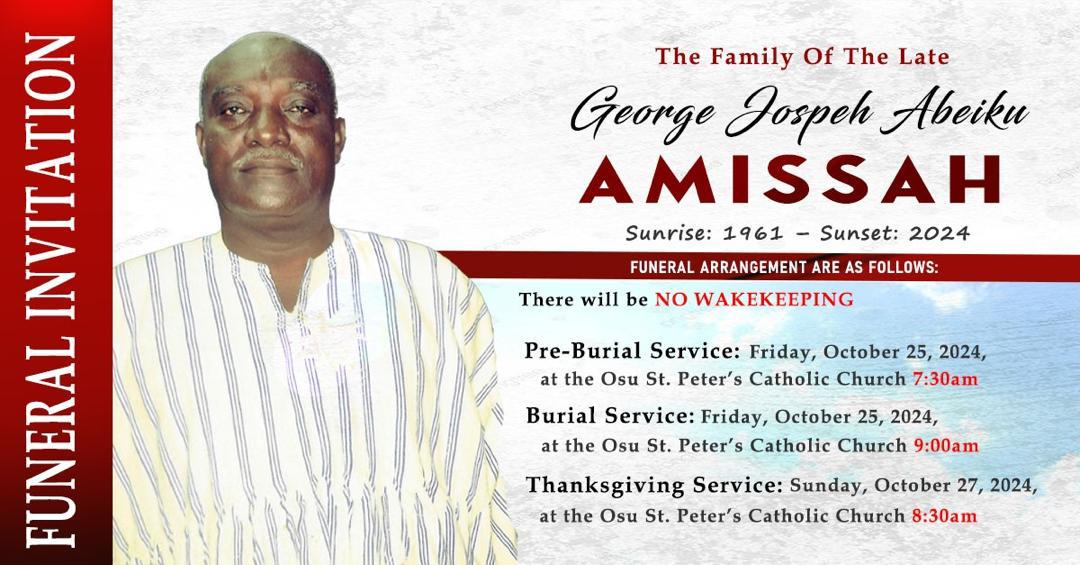 FUNERAL INVITATION
The Family Of The Late
George Jospeh Abeiku
AMISSAH
Sunrise: 1961 – Sunset: 2024
FUNERAL ARRANGEMENT ARE AS FOLLOWS:
There will be NO WAKEKEEPING
Pre-Burial Service: Friday, October 25, 2024,
at the Osu St. Peter's Catholic Church 7:30am
Burial Service: Friday, October 25, 2024,
at the Osu St. Peter's Catholic Church 9:00am
Thanksgiving Service: Sunday, October 27, 2024,
at the Osu St. Peter's Catholic Church 8:30am